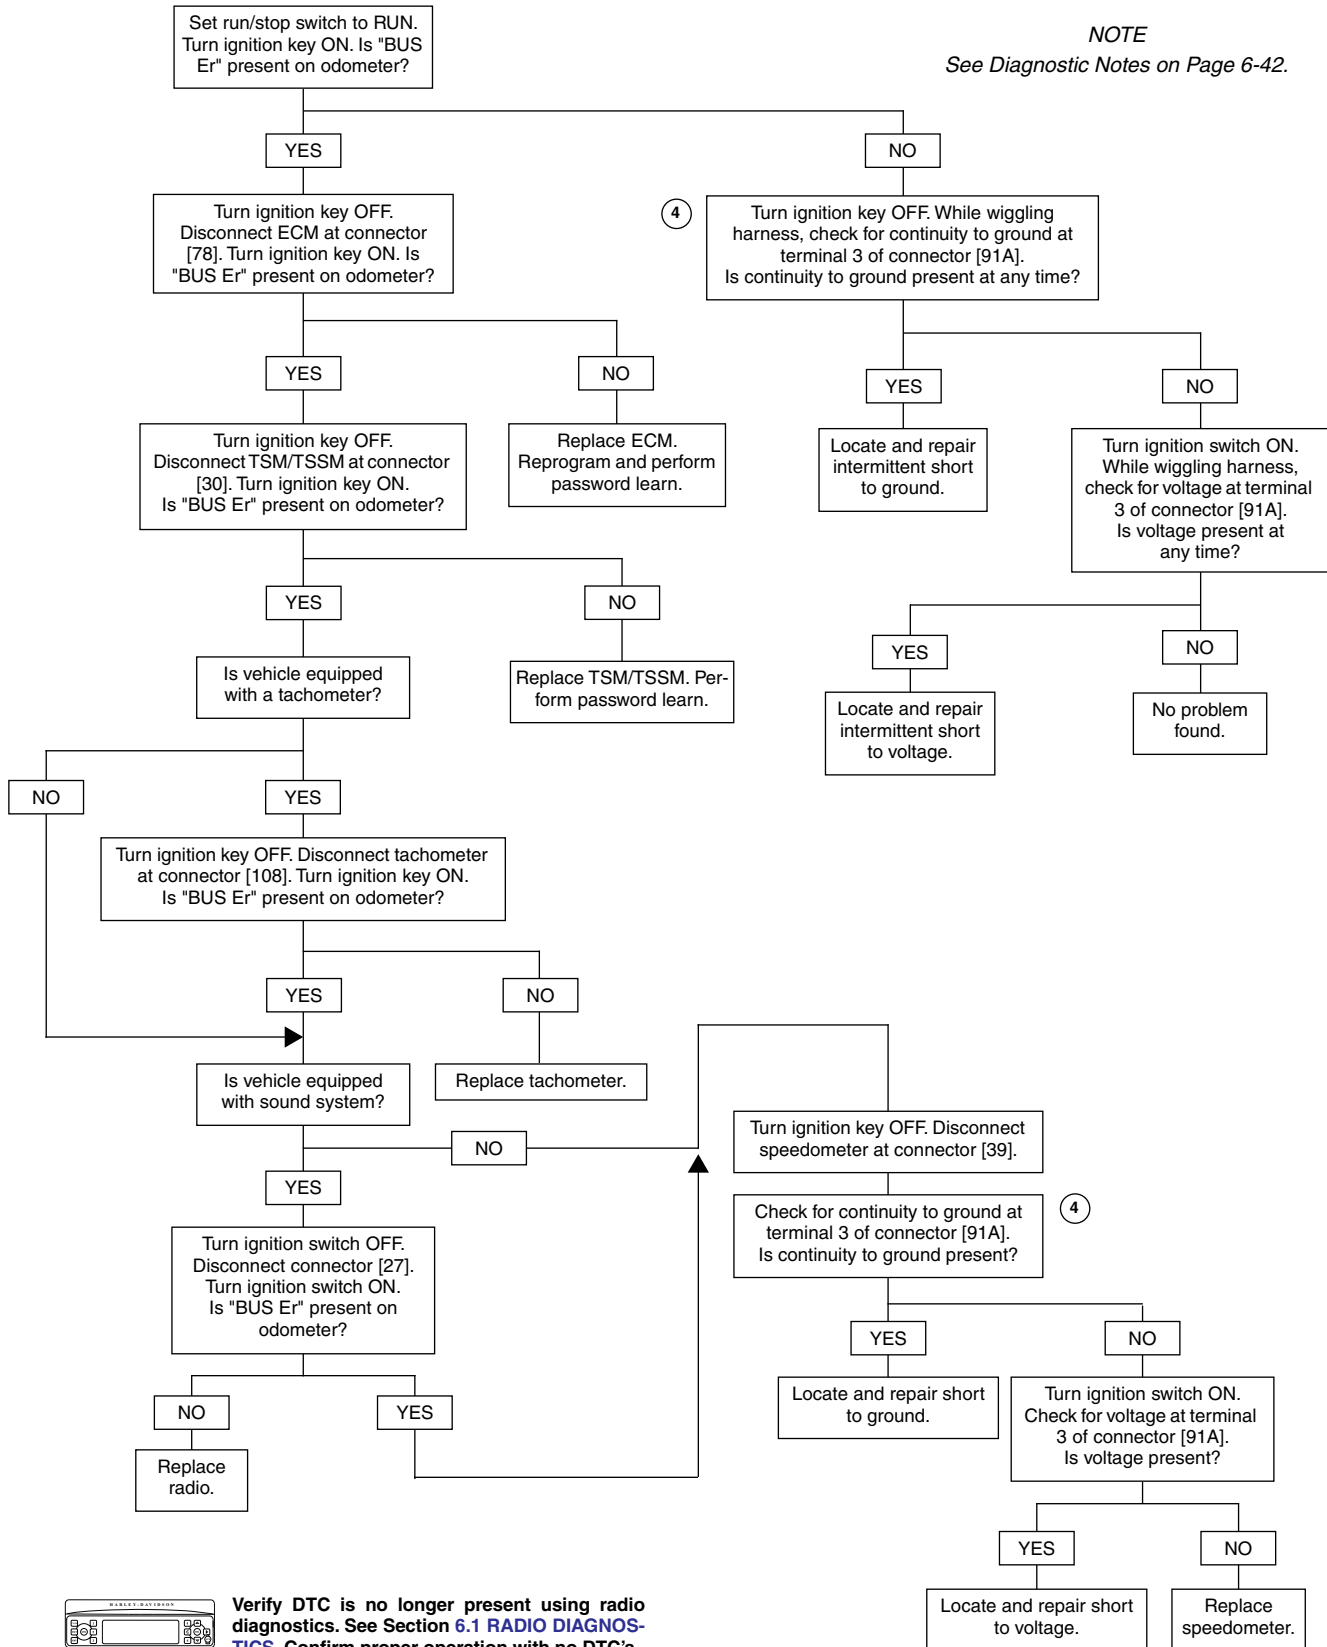 Set run/stop switch to RUN.
Turn ignition key ON. Is "BUS
Er" present on odometer?
NOTE
See Diagnostic Notes on Page 6-42.
YES
NO
Turn ignition key OFF.
Disconnect ECM at connector
[78]. Turn ignition key ON. Is
"BUS Er" present on odometer?
4
Turn ignition key OFF. While wiggling
harness, check for continuity to ground at
terminal 3 of connector [91A].
Is continuity to ground present at any time?
YES
NO
YES
NO
Turn ignition key OFF.
Disconnect TSM/TSSM at connector
[30]. Turn ignition key ON.
Is "BUS Er" present on odometer?
Replace ECM.
Reprogram and perform
password learn.
Locate and repair
intermittent short
to ground.
Turn ignition switch ON.
While wiggling harness,
check for voltage at terminal
3 of connector [91A].
Is voltage present at
any time?
YES
NO
YES
NO
Is vehicle equipped
with a tachometer?
Replace TSM/TSSM. Per-
form password learn.
Locate and repair
intermittent short
to voltage.
No problem
found.
NO
YES
Turn ignition key OFF. Disconnect tachometer
at connector [108]. Turn ignition key ON.
Is "BUS Er" present on odometer?
YES
NO
Is vehicle equipped
with sound system?
Replace tachometer.
NO
YES
Turn ignition key OFF. Disconnect
speedometer at connector [39].
Check for continuity to ground at
terminal 3 of connector [91A].
Is continuity to ground present?
4
Turn ignition switch OFF.
Disconnect connector [27].
Turn ignition switch ON.
Is "BUS Er" present on
odometer?
YES
NO
NO
YES
Locate and repair short
to ground.
Turn ignition switch ON.
Check for voltage at terminal
3 of connector [91A].
Is voltage present?
Replace
radio.
YES
NO
Locate and repair short
to voltage.
Replace
speedometer.
HARLEY-DAVIDSON
Verify DTC is no longer present using radio
diagnostics. See Section 6.1 RADIO DIAGNOS-
TICS. Confirm proper operation with no DTC's.